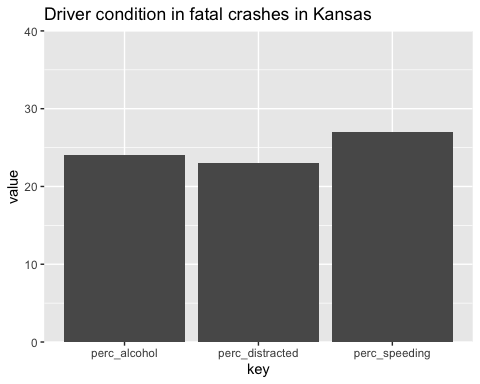 Driver condition in fatal crashes in Kansas
40
30
20
10
0
value
perc_alcohol perc_distracted perc_speeding
key